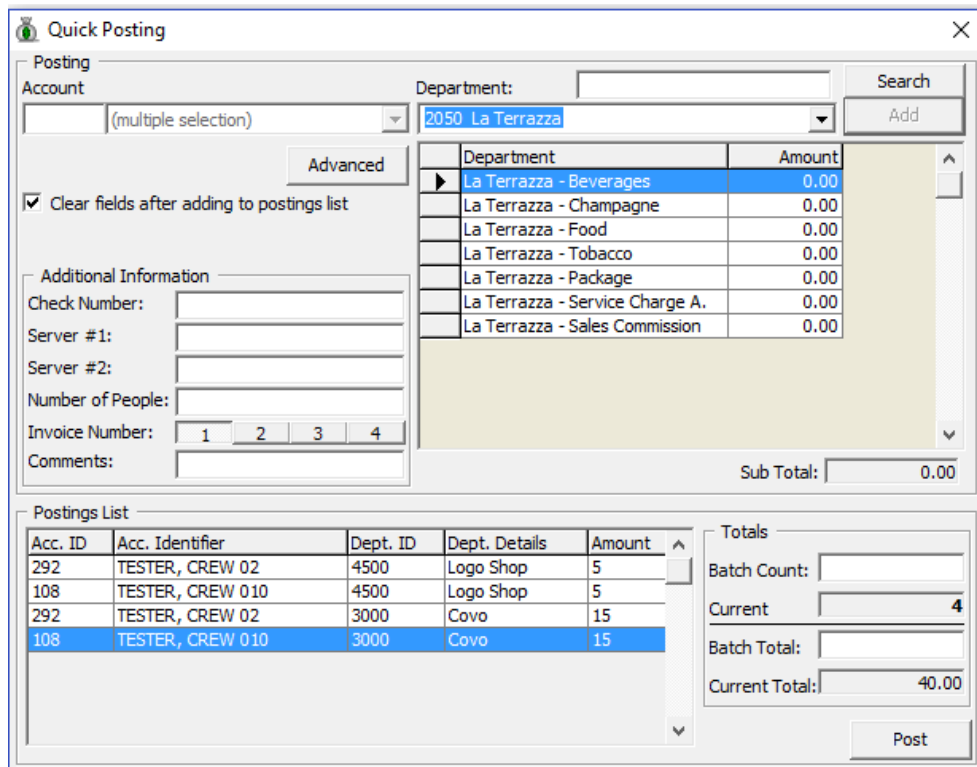 Quick Posting
Posting
Account
Department:
Search
(multiple selection)
2050 La Terrazza
Add
Advanced
Clear fields after adding to postings list
Department Amount
La Terrazza - Beverages 0.00
La Terrazza - Champagne 0.00
La Terrazza - Food 0.00
La Terrazza - Tobacco 0.00
La Terrazza - Package 0.00
La Terrazza - Service Charge A. 0.00
La Terrazza - Sales Commission 0.00
Sub Total: 0.00
Additional Information
Check Number:
Server #1:
Server #2:
Number of People:
Invoice Number: 1 2 3 4
Comments:
Postings List
Acc. ID Acc. Identifier Dept. ID Dept. Details Amount
292 TESTER, CREW 02 4500 Logo Shop 5
108 TESTER, CREW 010 4500 Logo Shop 5
292 TESTER, CREW 02 3000 Covo 15
108 TESTER, CREW 010 3000 Covo 15
Totals
Batch Count:
Current 4
Batch Total:
Current Total: 40.00
Post